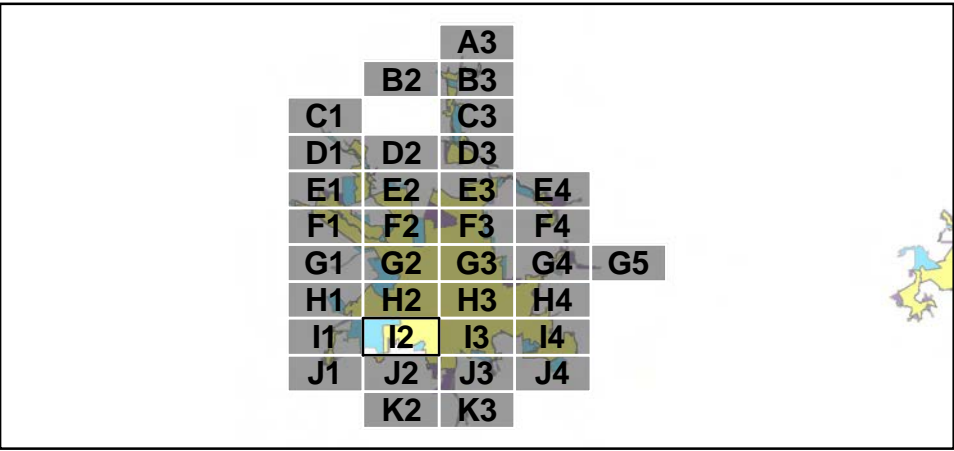 A3
B2 B3
C1 C3
D1 D2 D3
E1 E2 E3 E4
F1 F2 F3 F4
G1 G2 G3 G4 G5
H1 H2 H3 H4
I1 I2 I3 I4
J1 J2 J3 J4
K2 K3